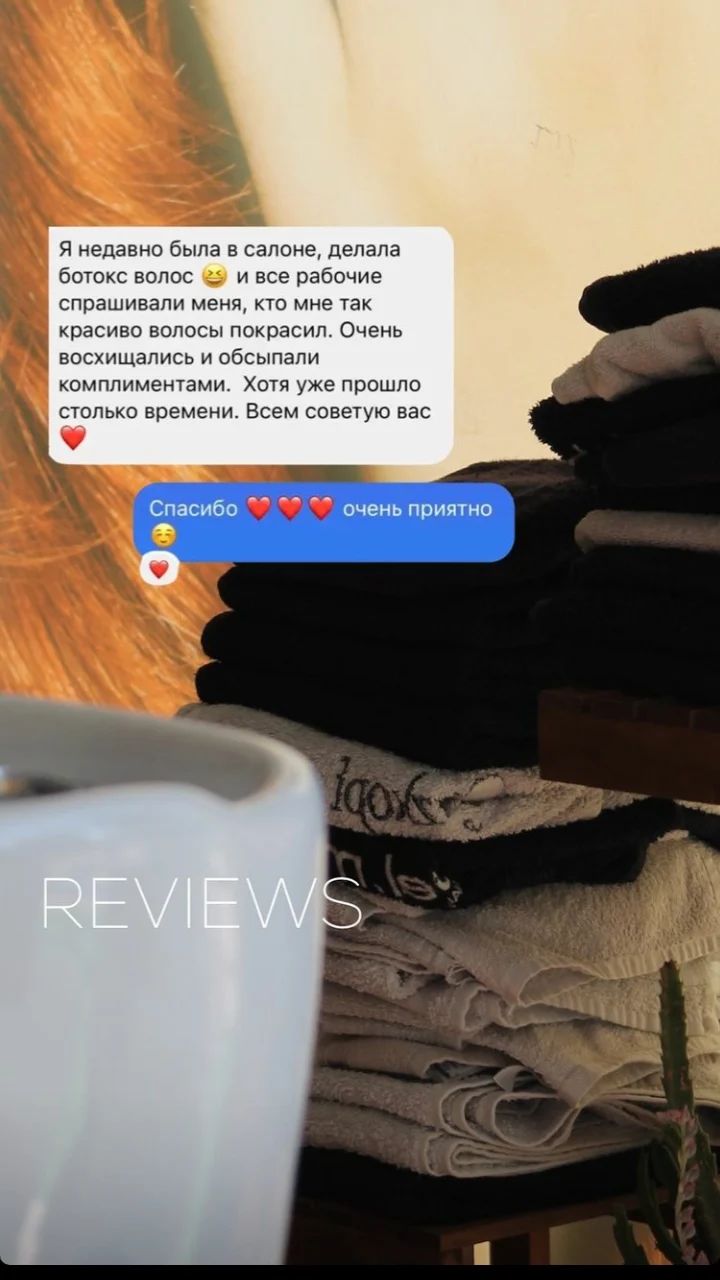 Я недавно была в салоне, делала
ботокс волос 😆 и все рабочие
спрашивали меня, кто мне так
красиво волосы покрасил. Очень
восхищались и обсыпали
комплиментами. Хотя уже прошло
столько времени. Всем советую вас
❤️
Спасибо ❤️❤️❤️ очень приятно
☺️
❤️
REVIEWS